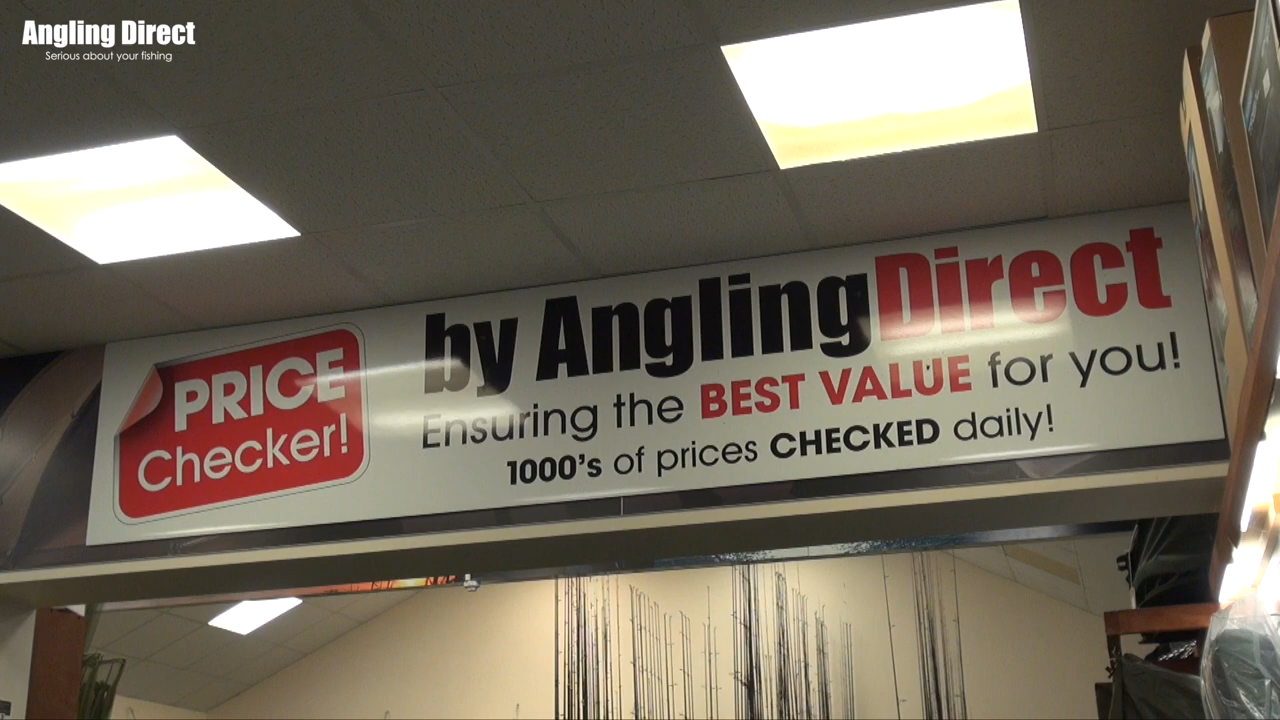 Angling Direct
Serious about your fishing
PRICE
Checker!
by AnglingDirect
Ensuring the BEST VALUE for you!
1000's of prices CHECKED daily!